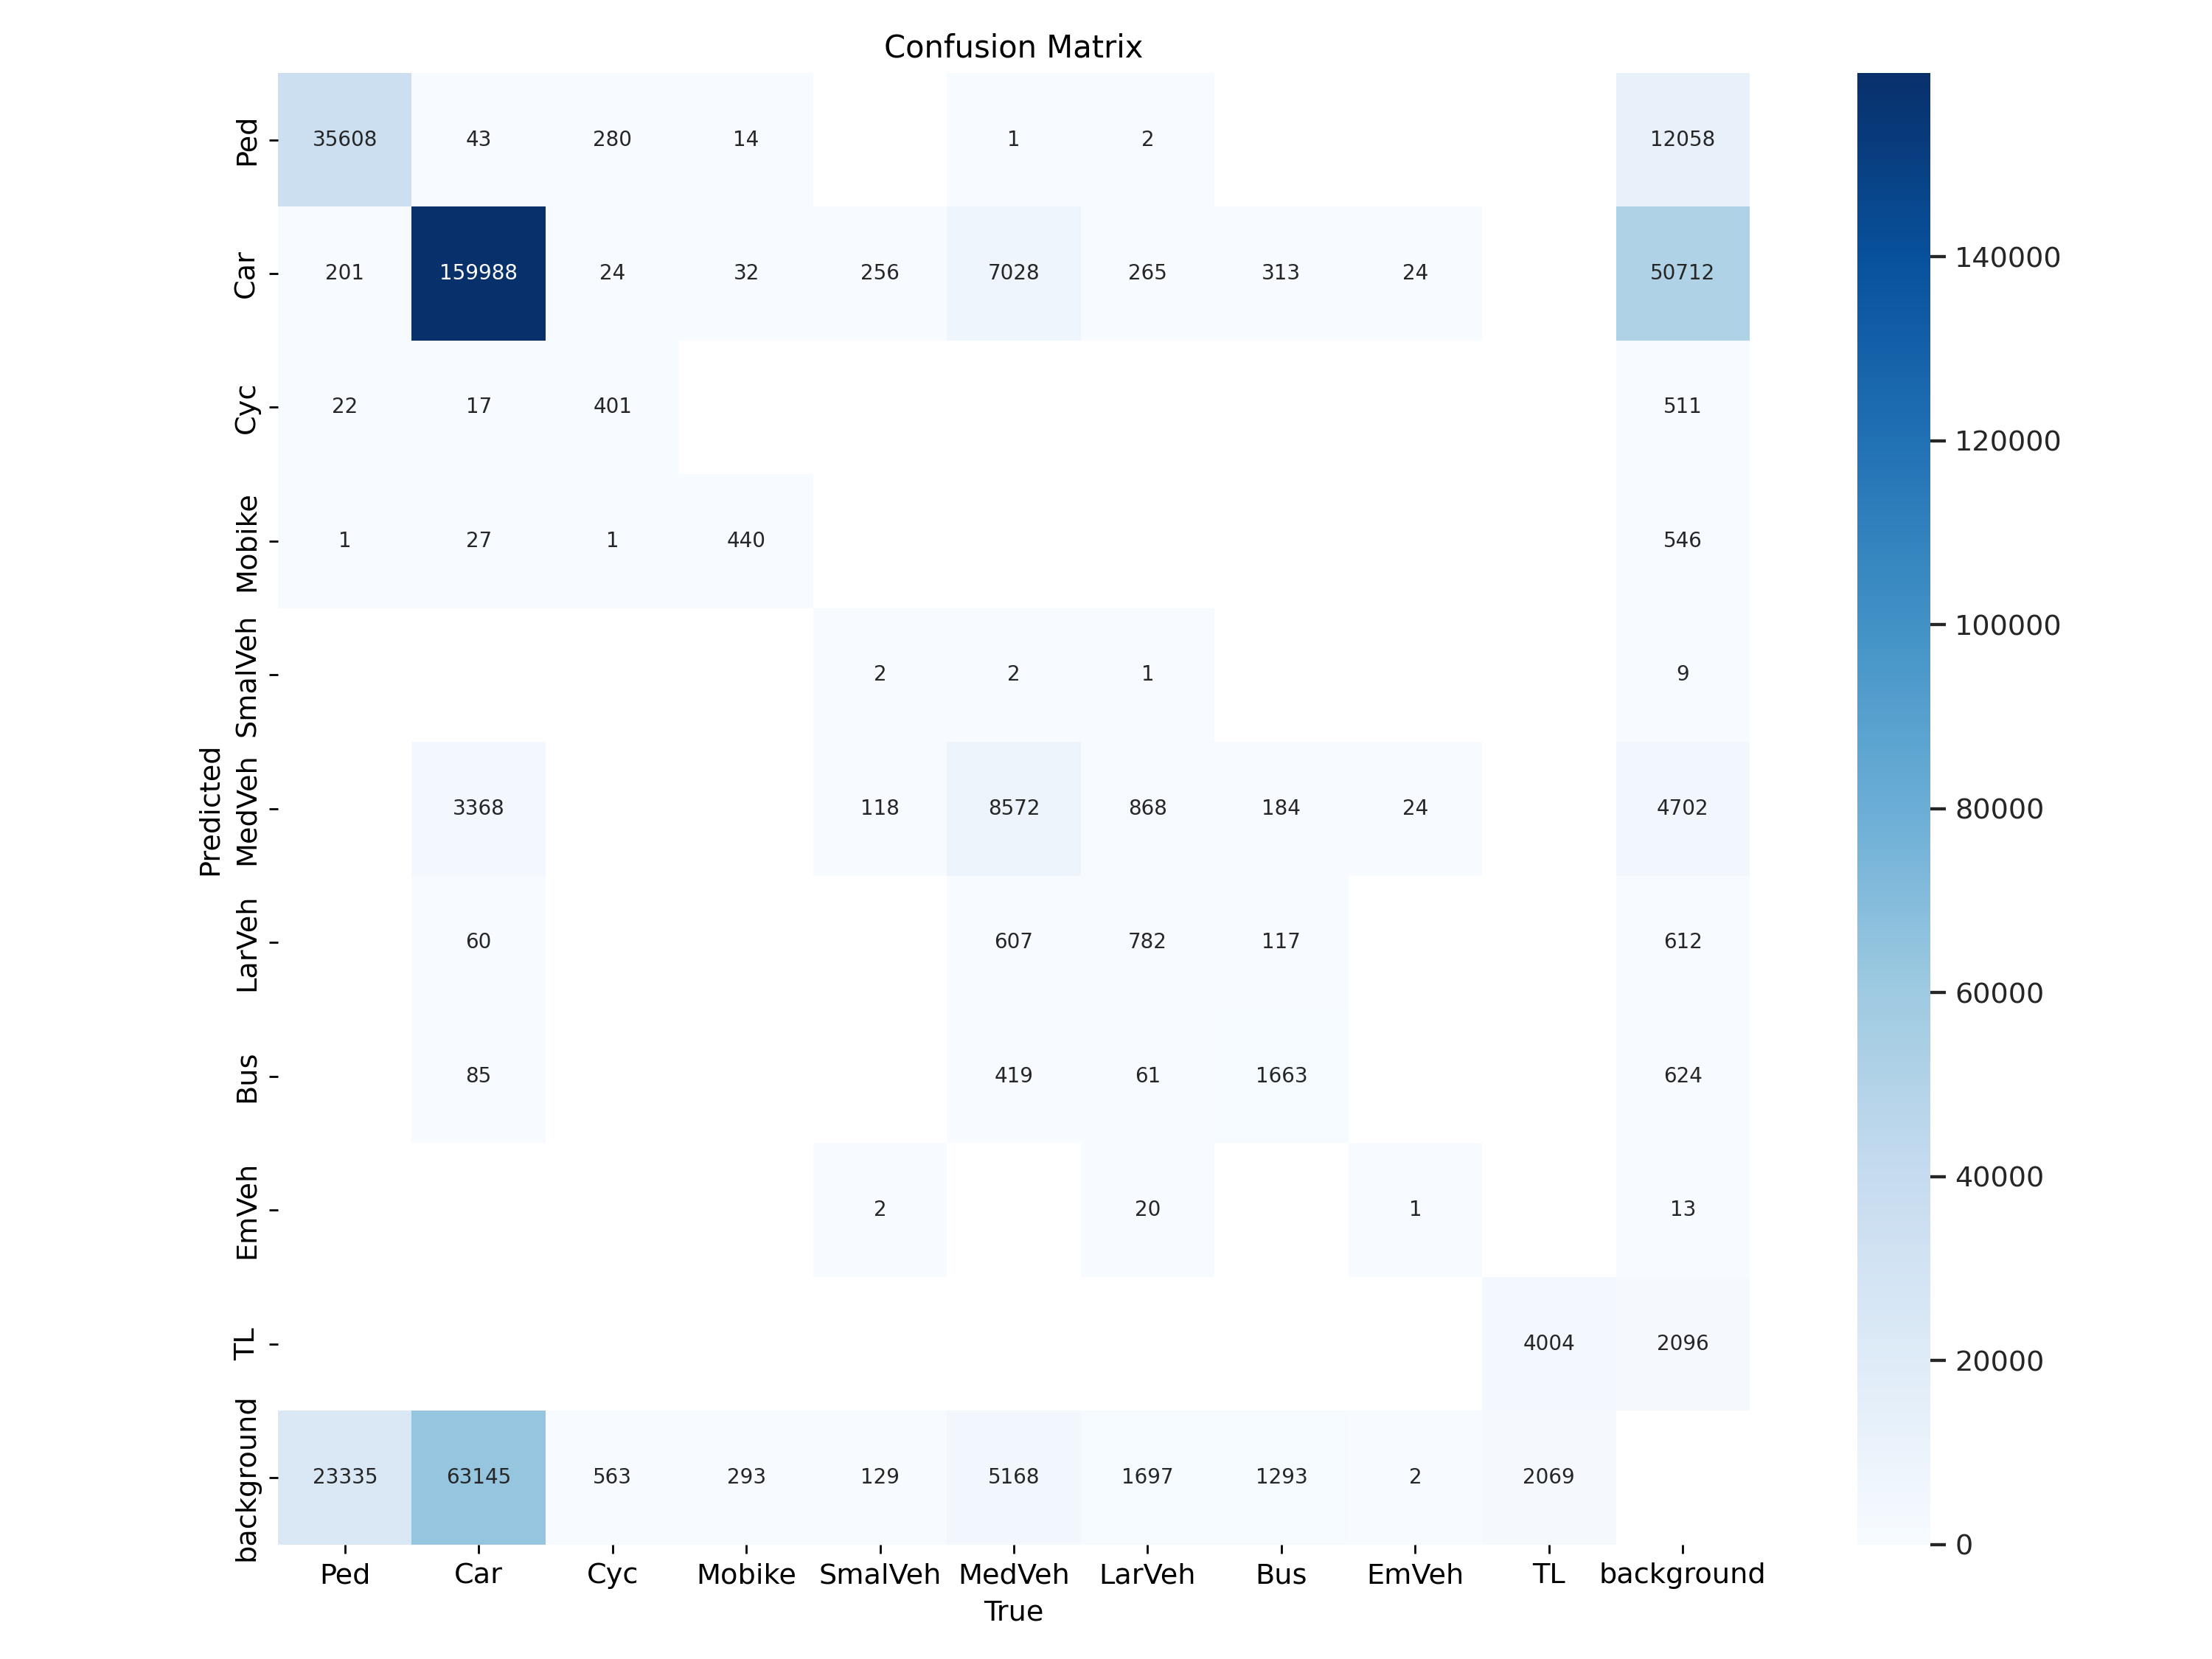 Confusion Matrix
Ped 35608 43 280 14 1 2 12058
Car 201 159988 24 32 256 7028 265 313 24 50712
Cyc 22 17 401 511
Mobike 1 27 1 440 546
SmalVeh 2 2 1 9
MedVeh 3368 118 8572 868 184 24 4702
LarVeh 60 607 782 117 612
Bus 85 419 61 1663 624
EmVeh 2 20 1 13
TL 4004 2096
background 23335 63145 563 293 129 5168 1697 1293 2 2069
Predicted
Ped Car Cyc Mobike SmalVeh MedVeh LarVeh Bus EmVeh TL background
True
140000
120000
100000
80000
60000
40000
20000
0